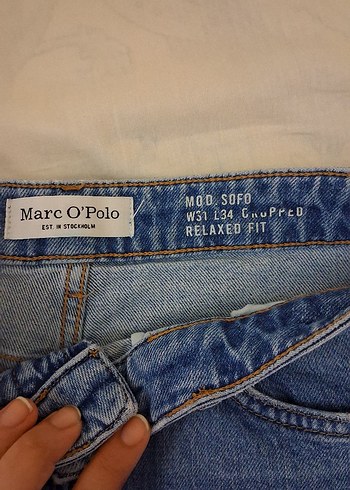 Marc O'Polo
EST. IN STOCKHOLM
MOD SOFO
W31 L34 CROPPED
RELAXED FIT